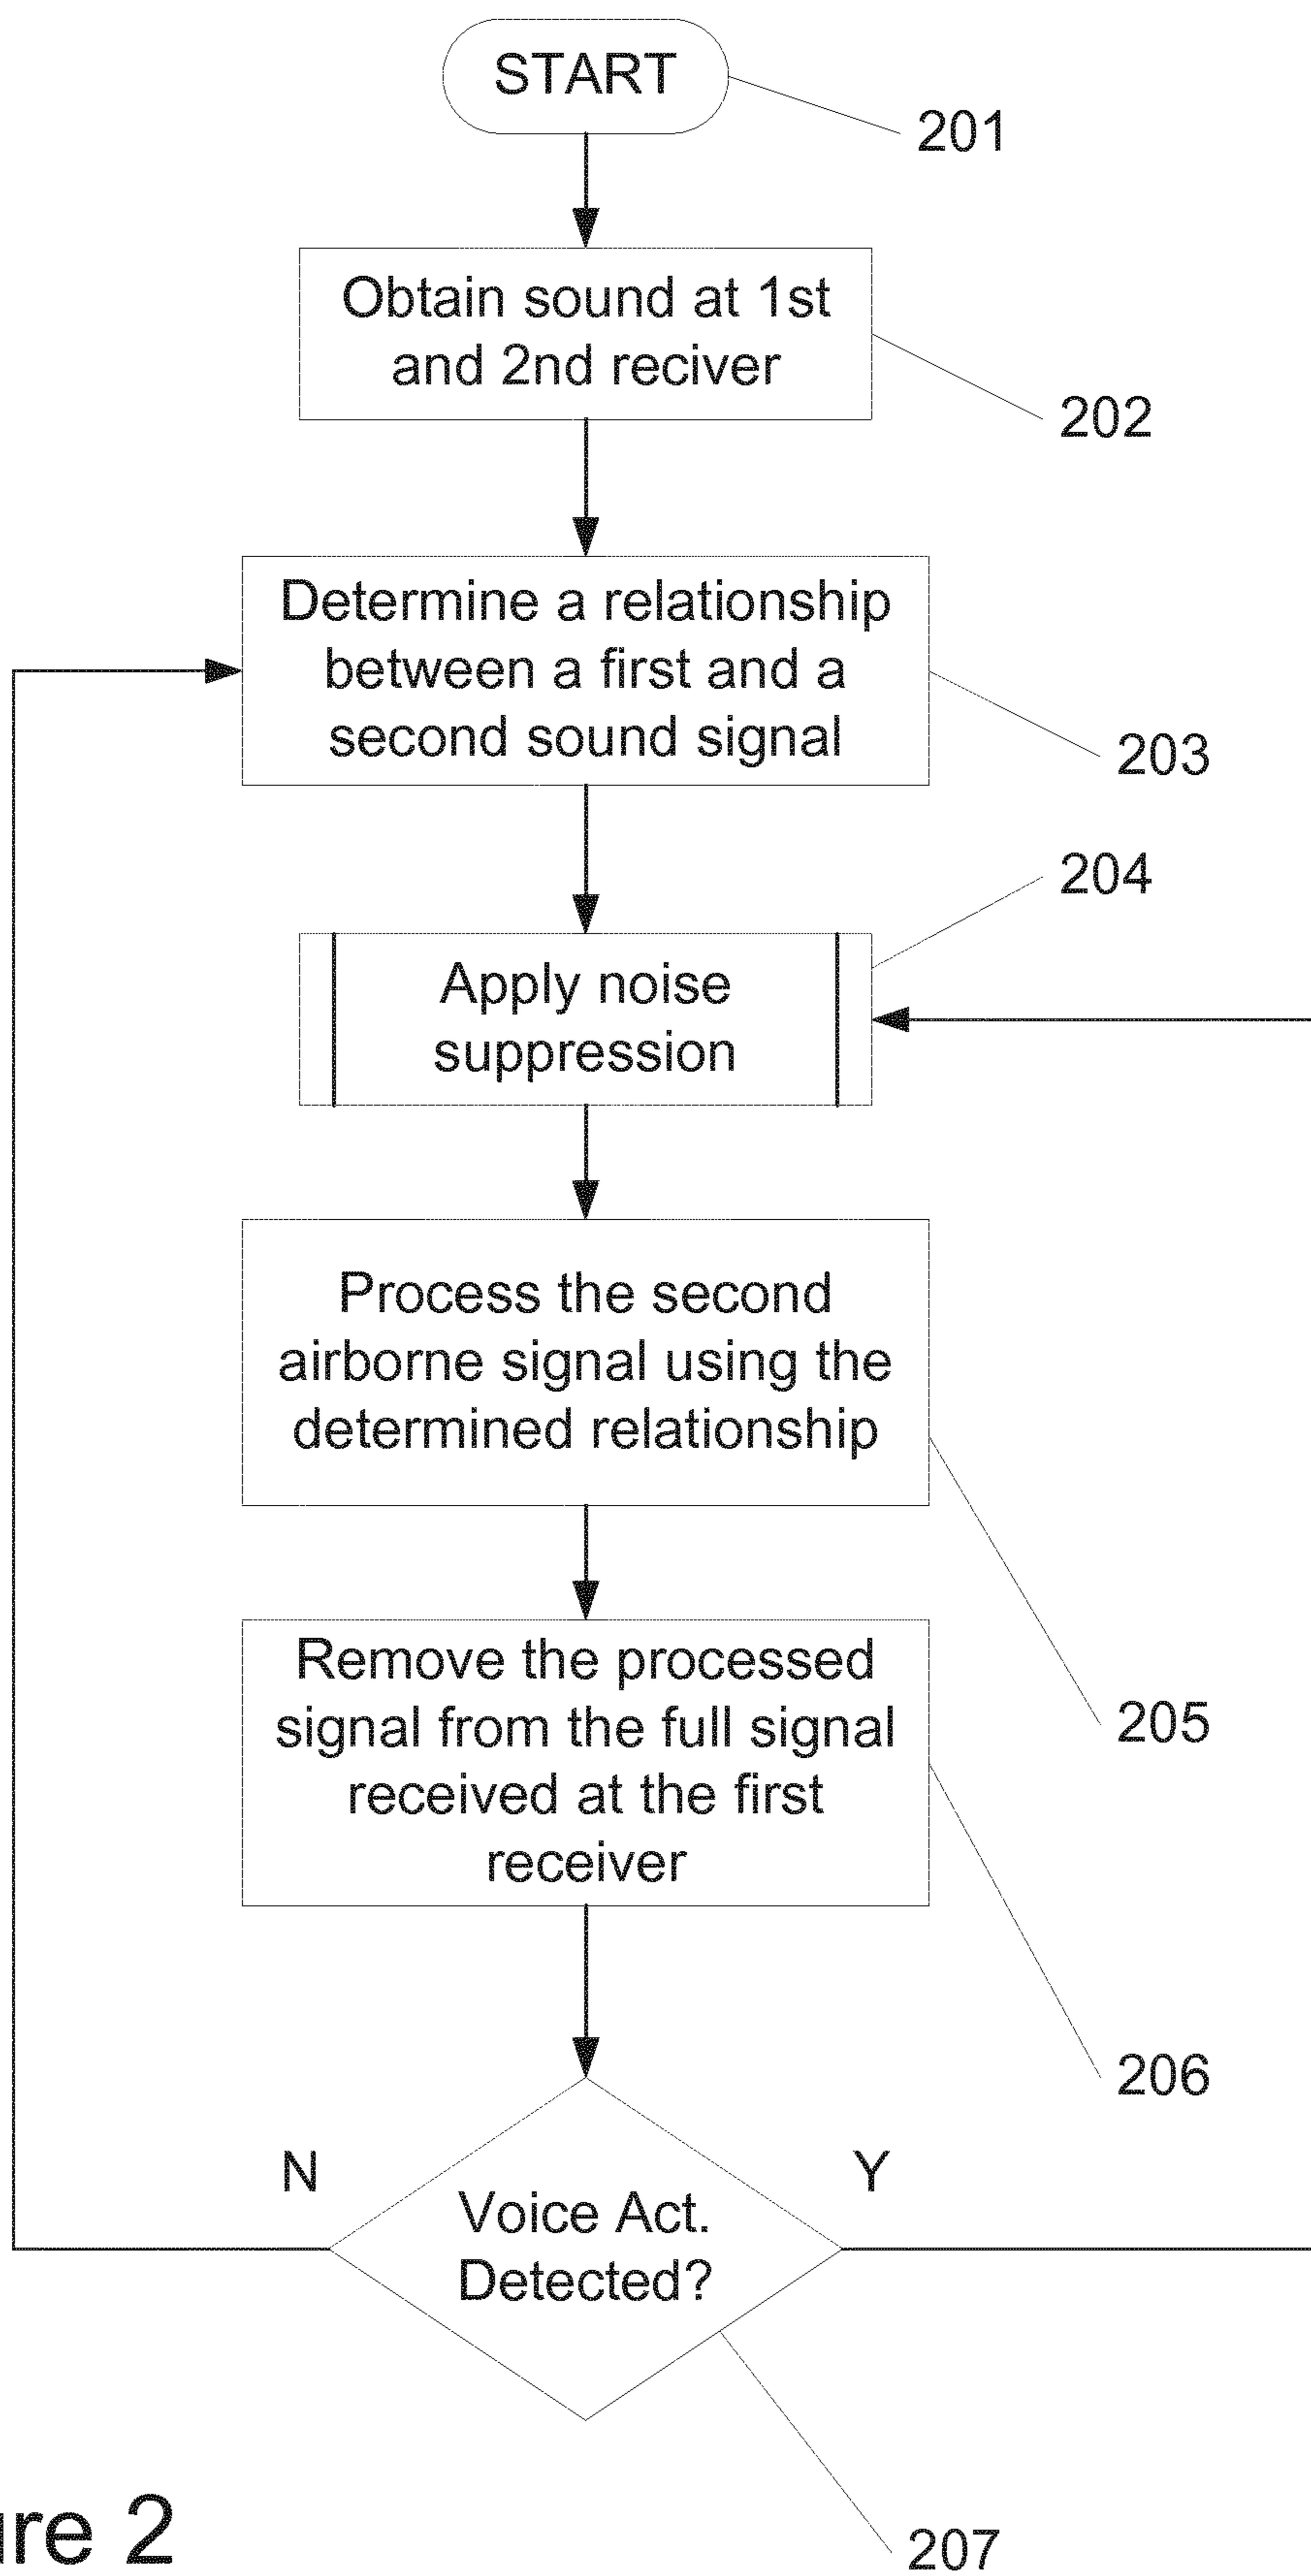 START
201
Obtain sound at 1st
and 2nd reciver
202
Determine a relationship
between a first and a
second sound signal
203
204
Apply noise
suppression
Process the second
airborne signal using the
determined relationship
205
Remove the processed
signal from the full signal
received at the first
receiver
206
N
Y
Voice Act.
Detected?
207
ure 2